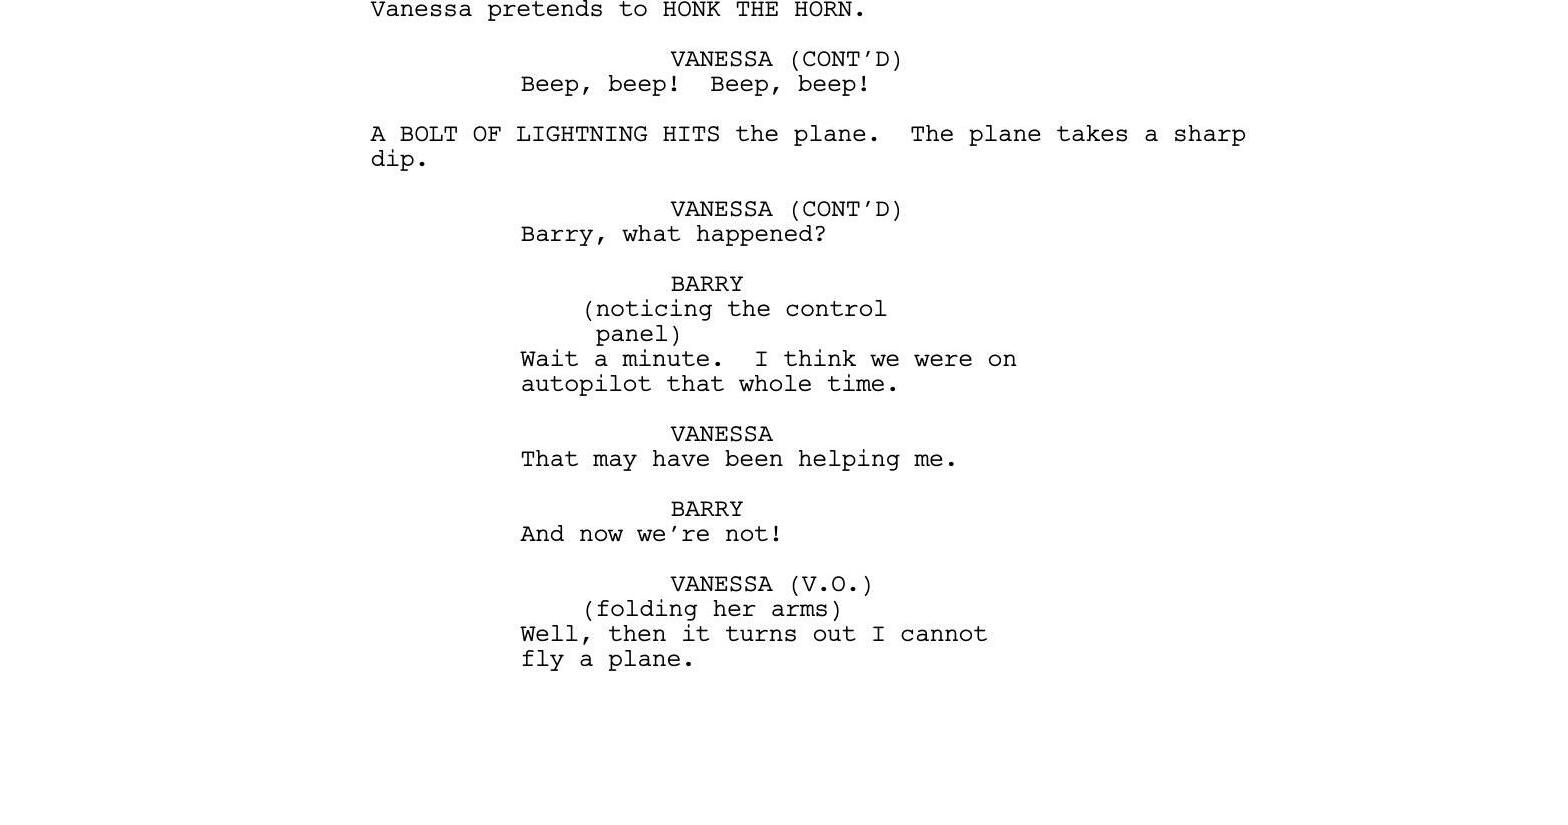 Vanessa pretends to HONK THE HORN.
VANESSA (CONT'D)
Beep, beep!  Beep, beep!
A BOLT OF LIGHTNING HITS the plane.  The plane takes a sharp
dip.
VANESSA (CONT'D)
Barry, what happened?
BARRY
(noticing the control
panel)
Wait a minute.  I think we were on
autopilot that whole time.
VANESSA
That may have been helping me.
BARRY
And now we're not!
VANESSA (V.O.)
(folding her arms)
Well, then it turns out I cannot
fly a plane.